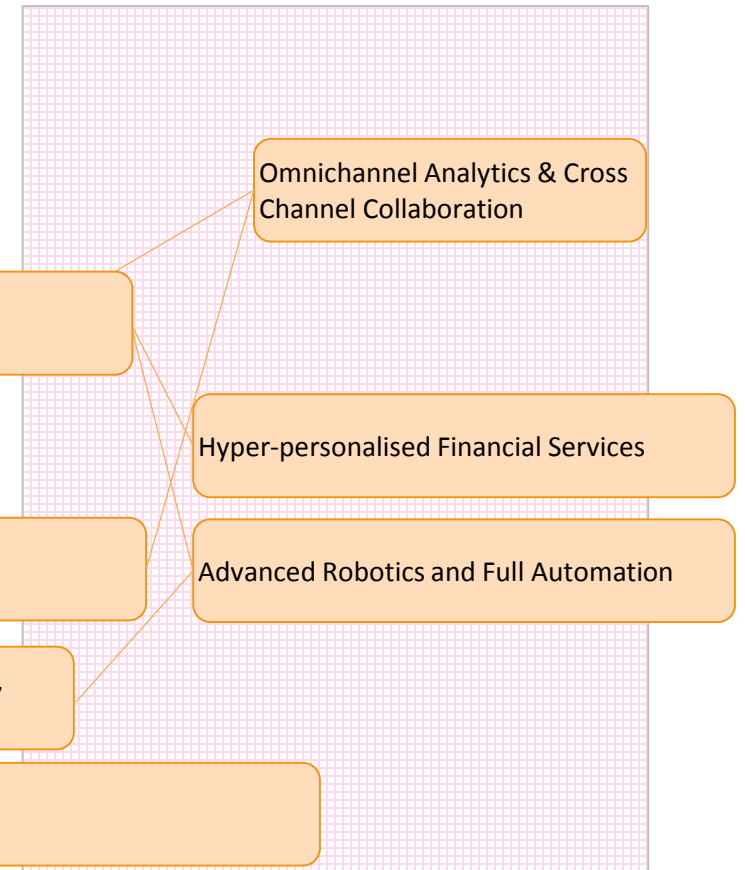 Omnichannel Analytics & Cross
Channel Collaboration
Hyper-personalised Financial Services
Advanced Robotics and Full Automation